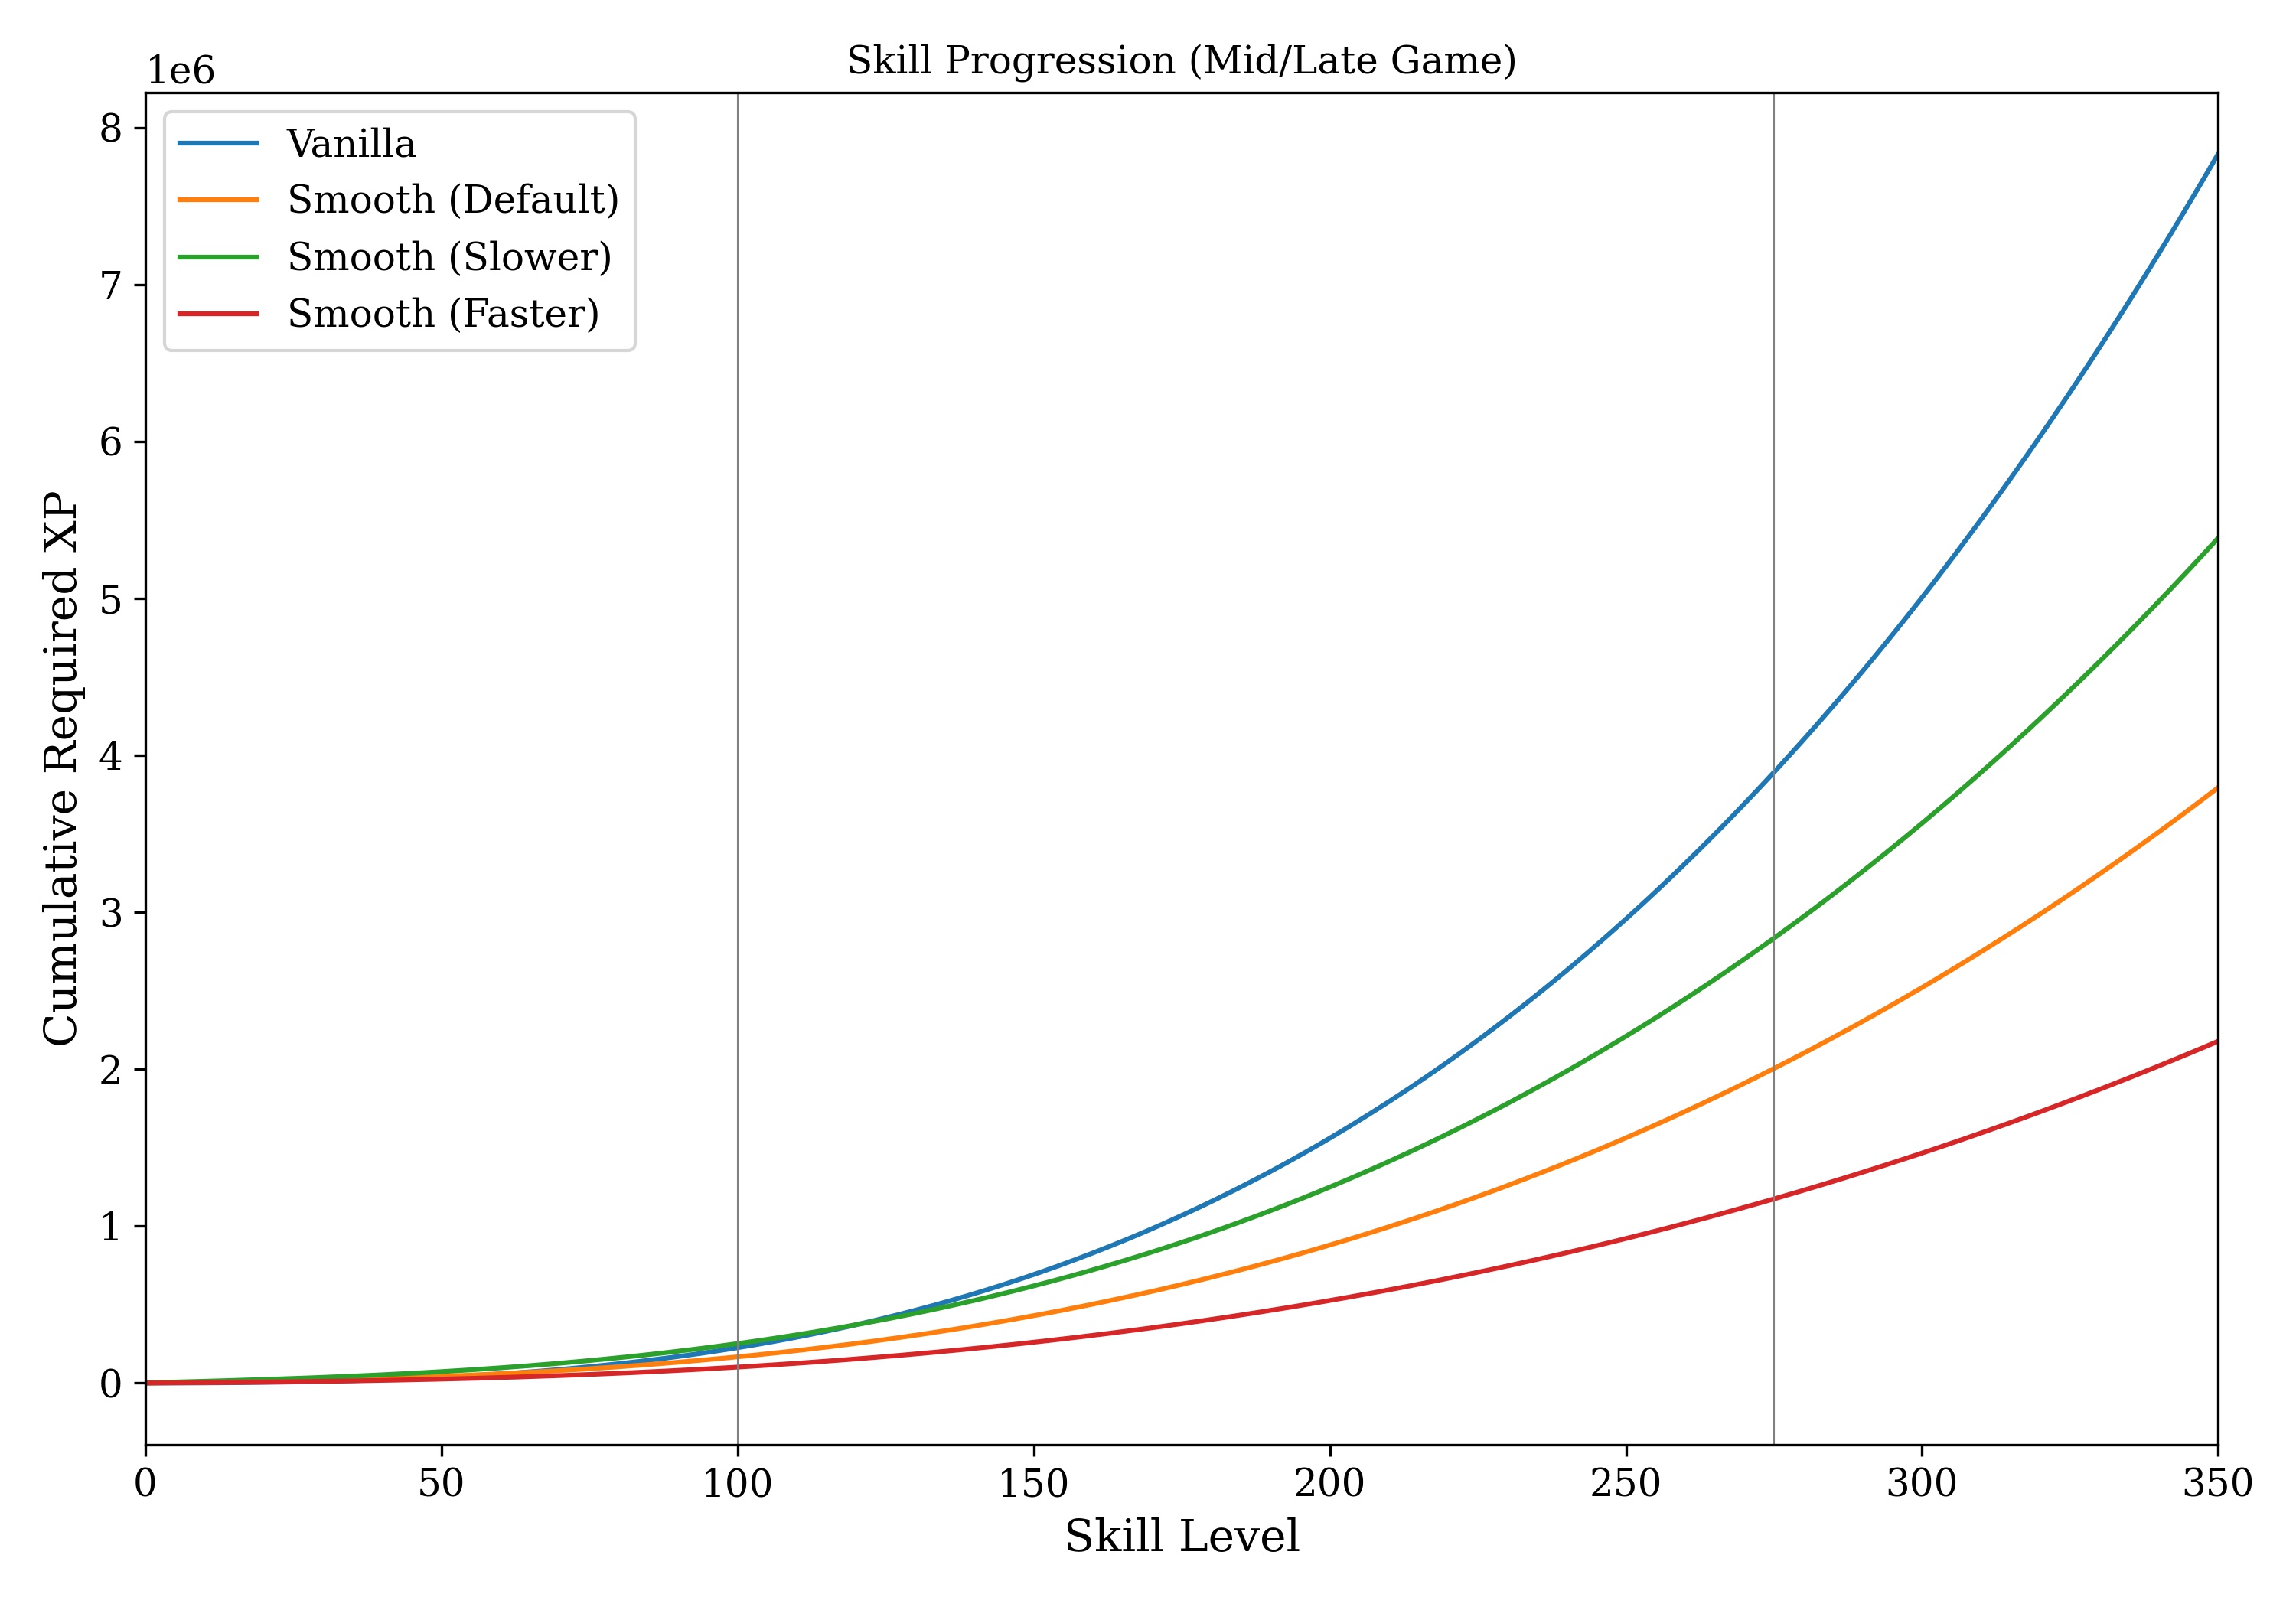 Skill Progression (Mid/Late Game)
1e6
Vanilla
Smooth (Default)
Smooth (Slower)
Smooth (Faster)
8
7
6
5
4
3
2
1
0
Cumulative Required XP
0 50 100 150 200 250 300 350
Skill Level